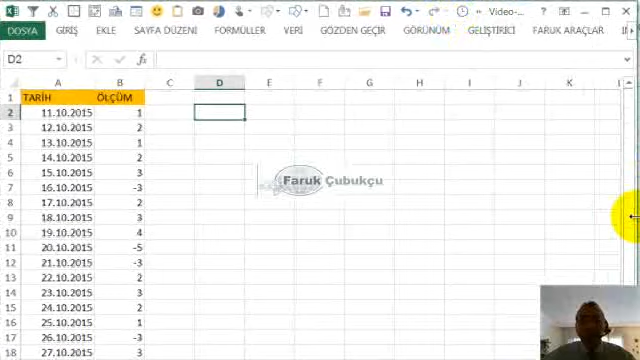 Video-...
DOSYA GİRİŞ EKLE SAYFA DÜZENİ FORMÜLLER VERİ GÖZDEN GEÇİR GÖRÜNÜM GELİŞTİRİCİ FARUK ARAÇLAR
D2
A B C D E F G H I J K
1 TARİH ÖLÇÜM
2 11.10.2015 1
3 12.10.2015 2
4 13.10.2015 1
5 14.10.2015 2
6 15.10.2015 3
7 16.10.2015 -3
Faruk Çubukçu
8 17.10.2015 2
9 18.10.2015 3
10 19.10.2015 4
11 20.10.2015 -5
12 21.10.2015 -3
13 22.10.2015 2
14 23.10.2015 3
15 24.10.2015 2
16 25.10.2015 1
17 26.10.2015 -3
18 27.10.2015 3